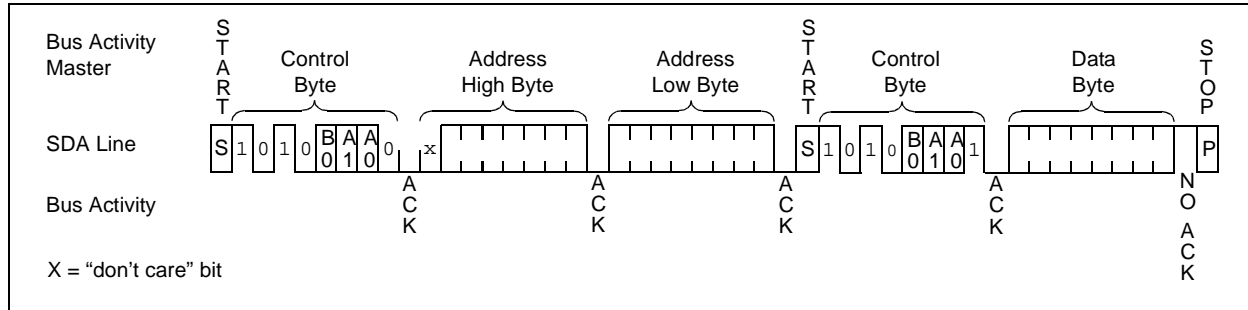 Bus Activity
Master
START
Control
Byte
Address
High Byte
Address
Low Byte
START
Control
Byte
Data
Byte
STOP
SDA Line
S 1 0 1 0 B0 A1 A0 0 x S 1 0 1 0 B0 A1 A0 1 P
Bus Activity
ACK
ACK
ACK
ACK
NO ACK
X = “don’t care” bit